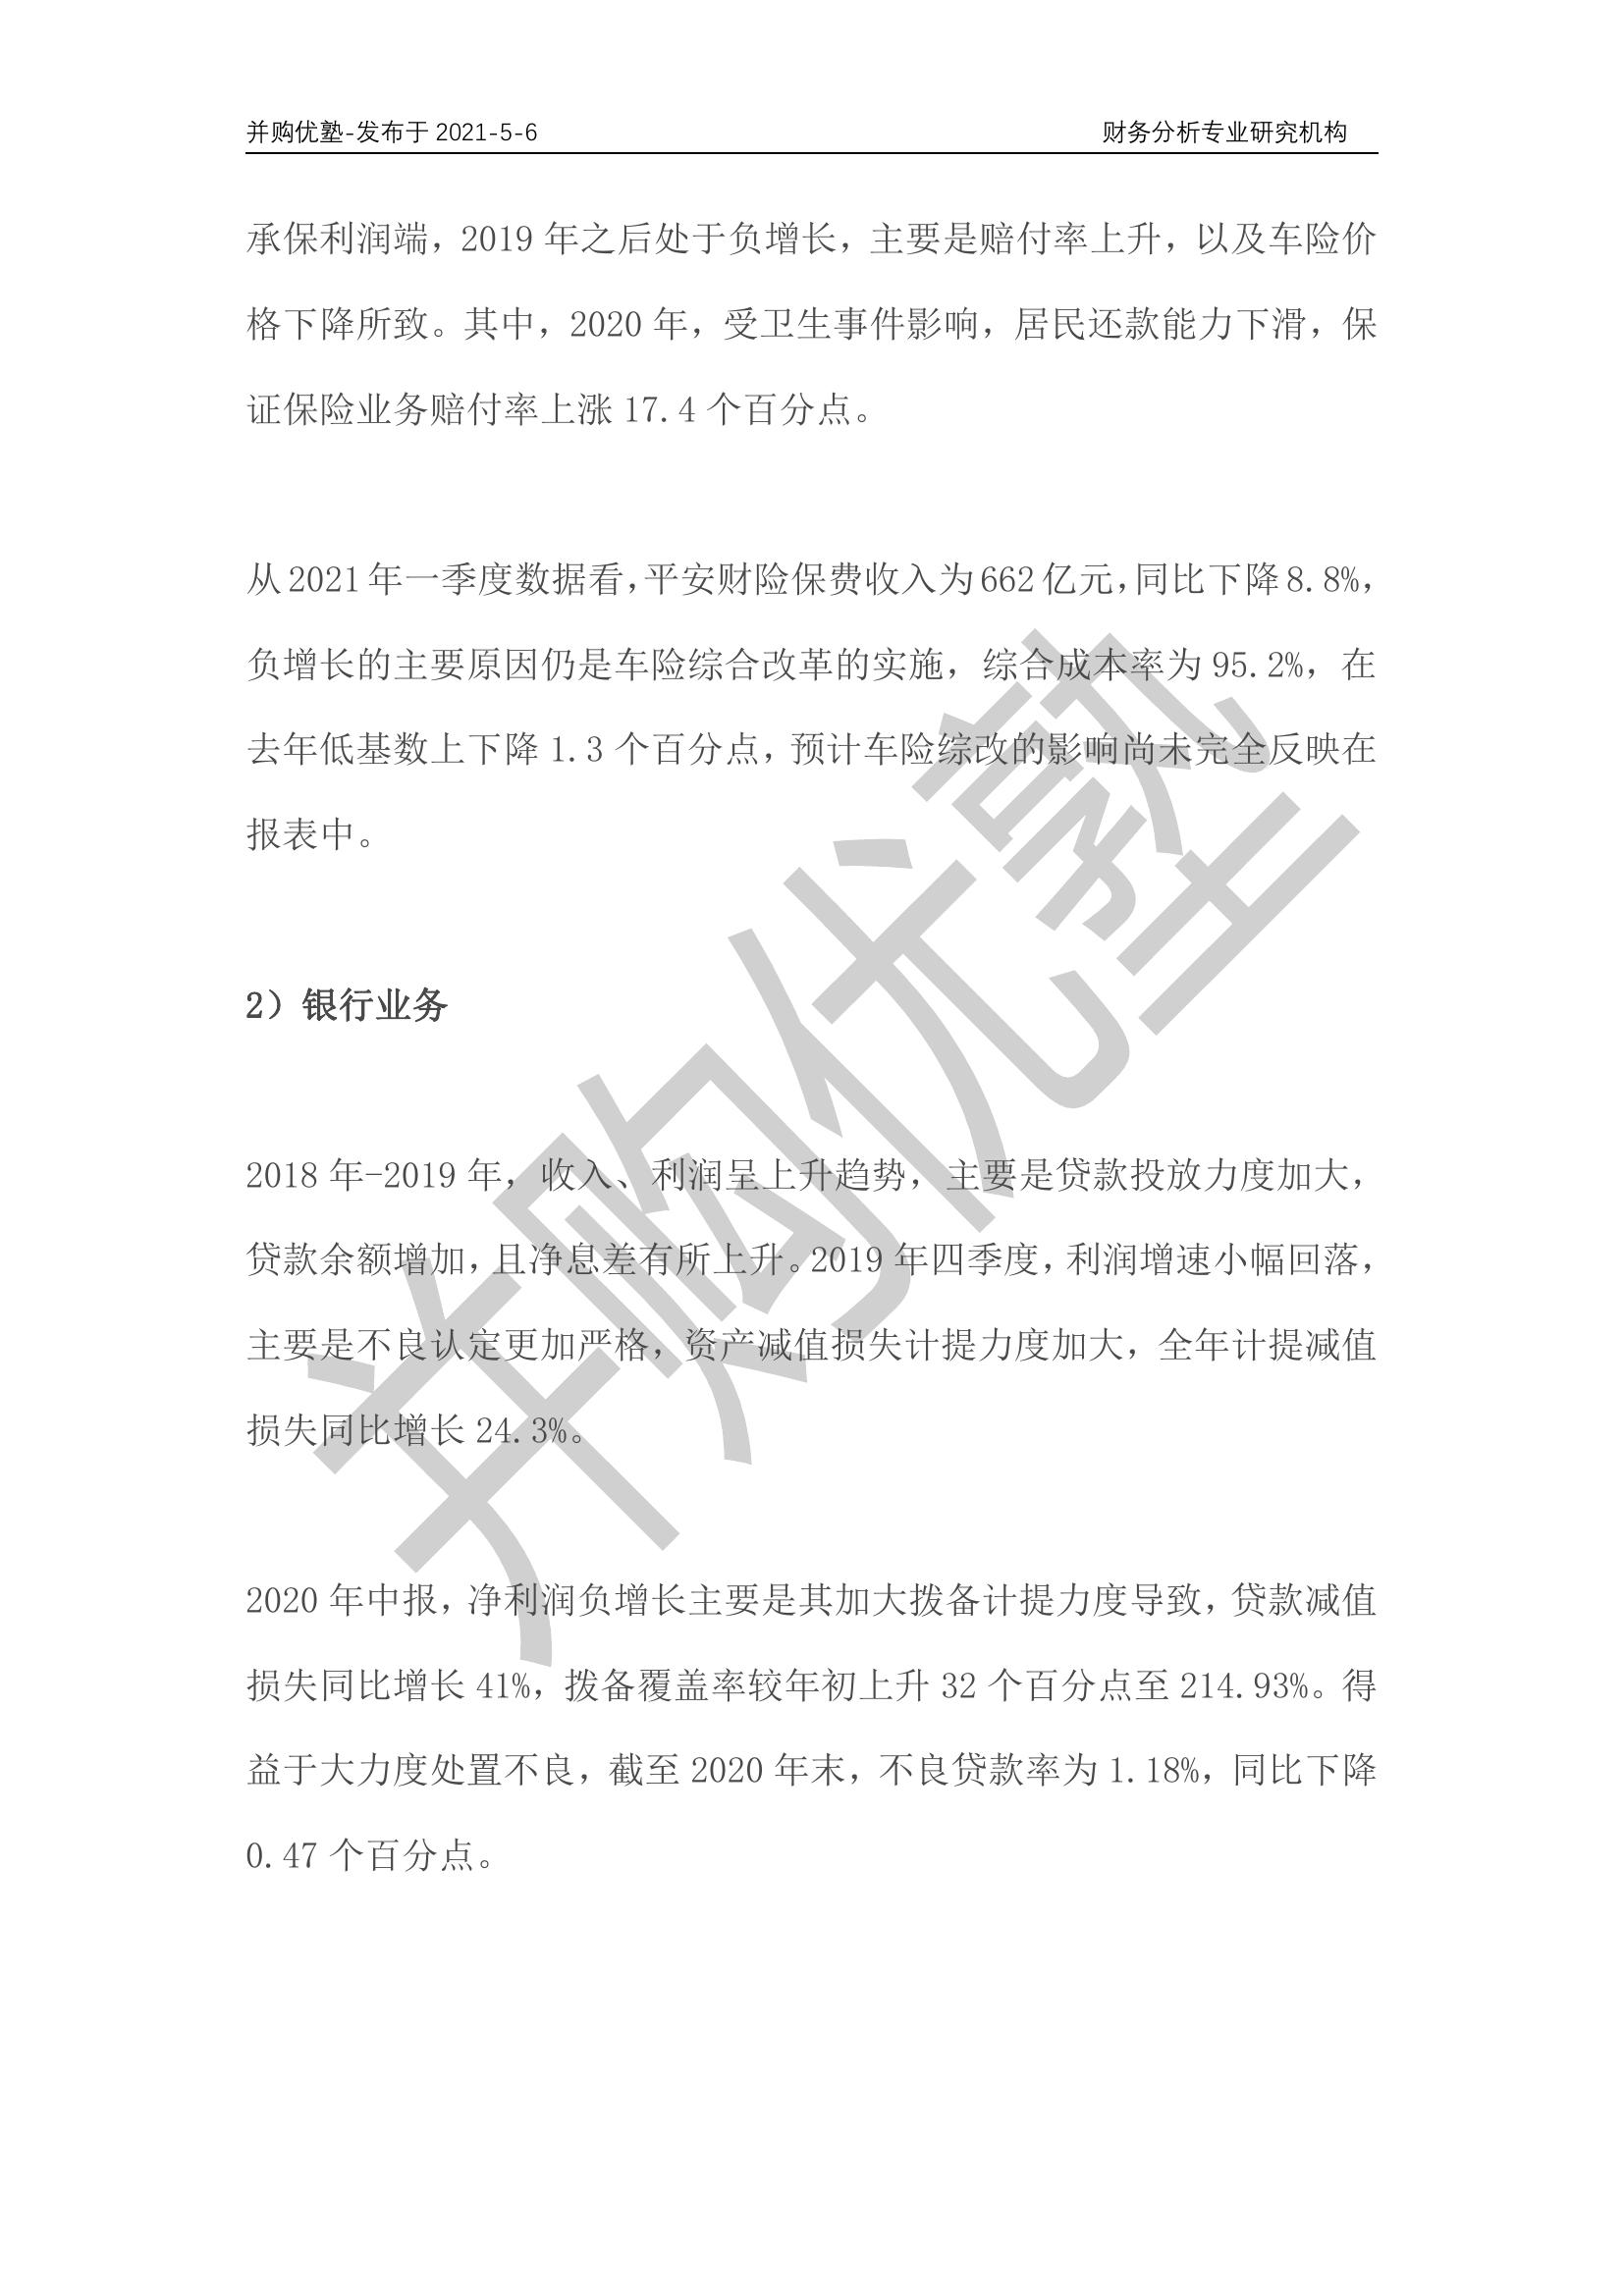 并购优塾-发布于 2021-5-6 财务分析专业研究机构
承保利润端，2019 年之后处于负增长，主要是赔付率上升，以及车险价
格下降所致。其中，2020 年，受卫生事件影响，居民还款能力下滑，保
证保险业务赔付率上涨 17.4 个百分点。
从 2021 年一季度数据看，平安财险保费收入为 662 亿元，同比下降 8.8%，
负增长的主要原因仍是车险综合改革的实施，综合成本率为 95.2%，在
去年低基数上下降 1.3 个百分点，预计车险综改的影响尚未完全反映在
报表中。
2）银行业务
2018 年-2019 年，收入、利润呈上升趋势，主要是贷款投放力度加大，
贷款余额增加，且净息差有所上升。2019 年四季度，利润增速小幅回落，
主要是不良认定更加严格，资产减值损失计提力度加大，全年计提减值
损失同比增长 24.3%。
2020 年中报，净利润负增长主要是其加大拨备计提力度导致，贷款减值
损失同比增长 41%，拨备覆盖率较年初上升 32 个百分点至 214.93%。得
益于大力度处置不良，截至 2020 年末，不良贷款率为 1.18%，同比下降
0.47 个百分点。
并购优塾